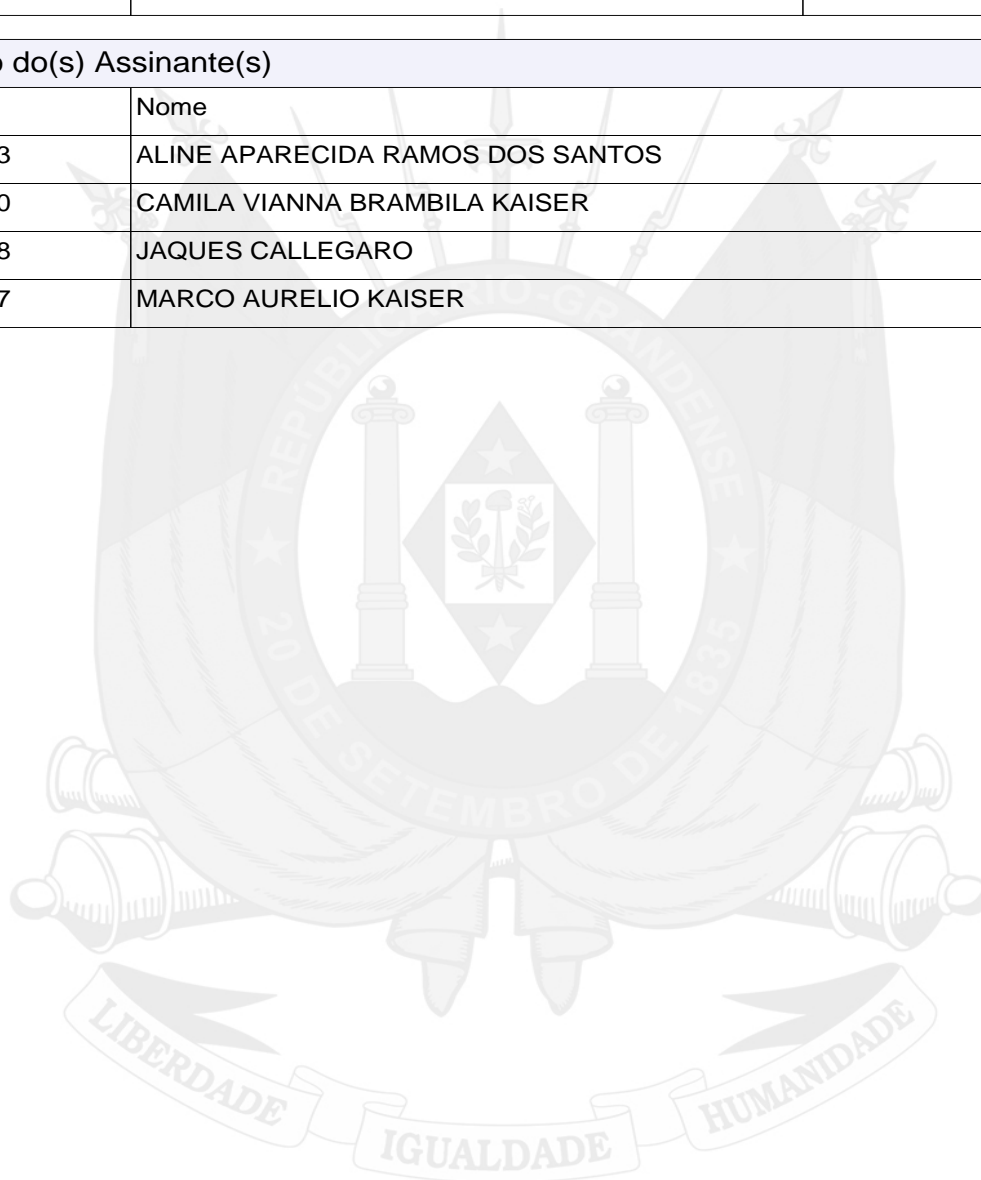 o do(s) Assinante(s)
Nome
3 ALINE APARECIDA RAMOS DOS SANTOS
0 CAMILA VIANNA BRAMBILA KAISER
8 JAQUES CALLEGARO
7 MARCO AURELIO KAISER
REPÚBLICA RIO-GRANDENSE
20 DE SETEMBRO DE 1835
LIBERDADE
IGUALDADE
HUMANIDADE